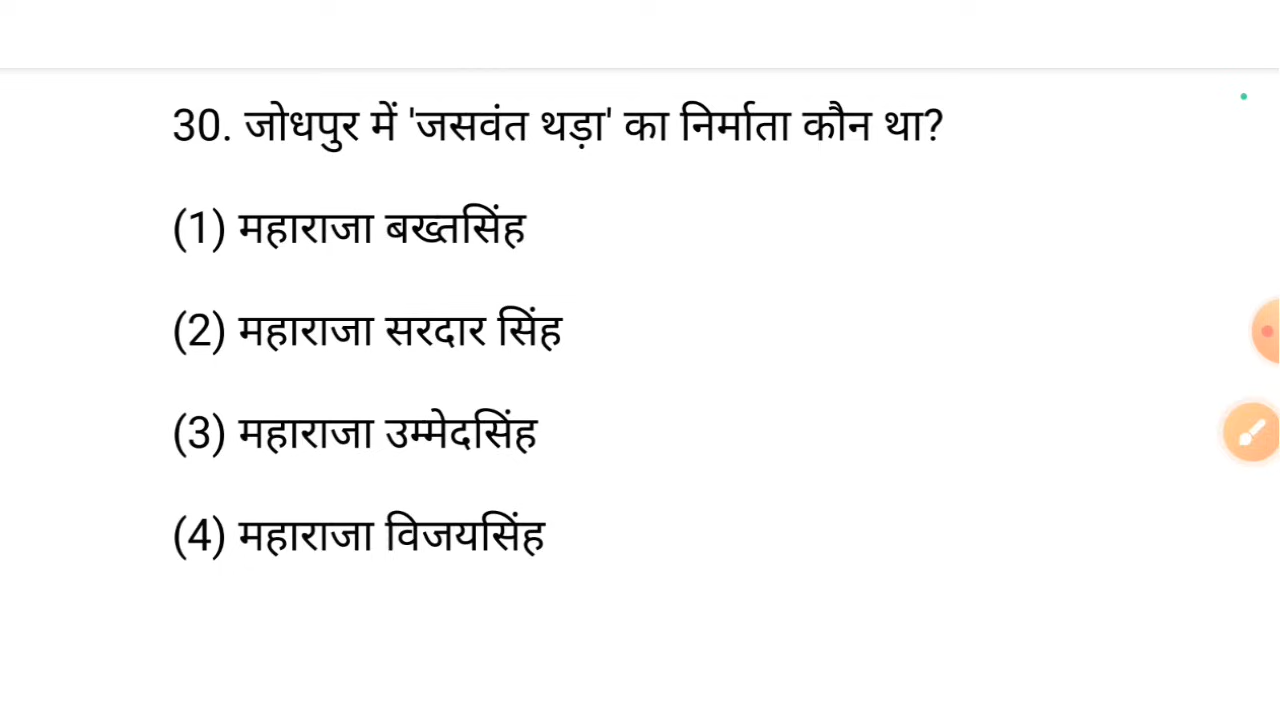 30. जोधपुर में 'जसवंत थड़ा' का निर्माता कौन था?
(1) महाराजा बख्तसिंह
(2) महाराजा सरदार सिंह
(3) महाराजा उम्मेदसिंह
(4) महाराजा विजयसिंह